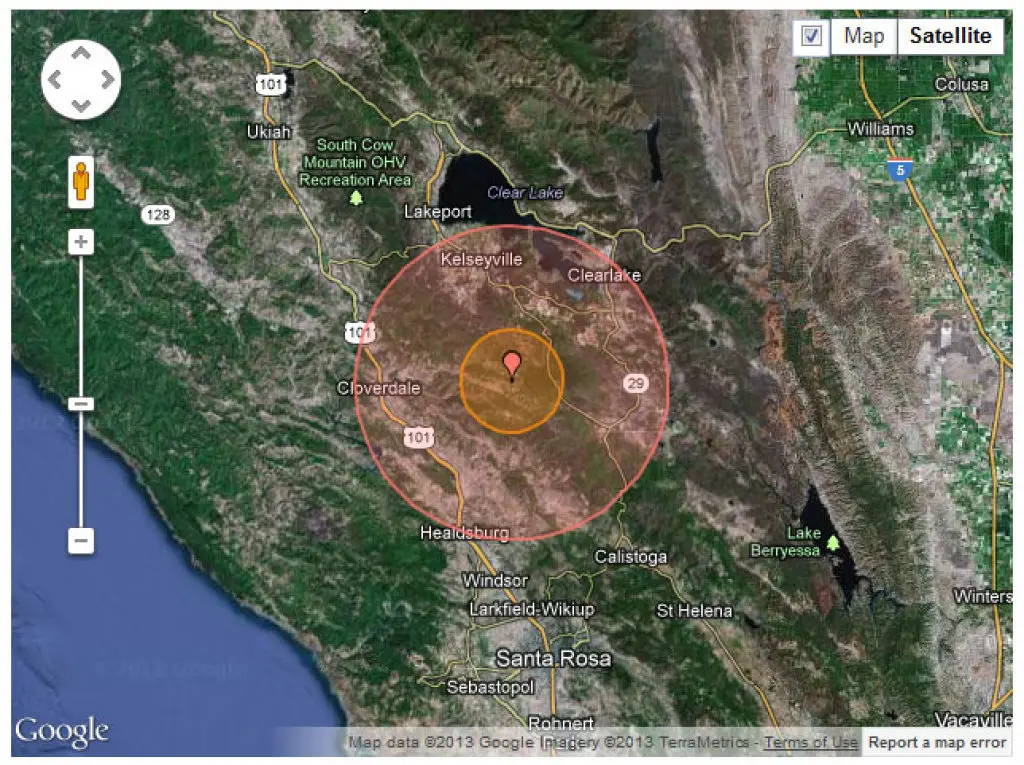 Map
Satellite
Colusa
101
Ukiah
Williams
South Cow
Mountain OHV
Recreation Area
5
Clear Lake
128
Lakeport
Kelseyville
Clearlake
101
Cloverdale
29
101
Healdsburg
Lake
Berryessa
Calistoga
Windsor
Winters
Larkfield-Wikiup
St Helena
Santa Rosa
Sebastopol
Rohnert
Vacaville
Google
Map data ©2013 Google Imagery ©2013 TerraMetrics - Terms of Use
Report a map error